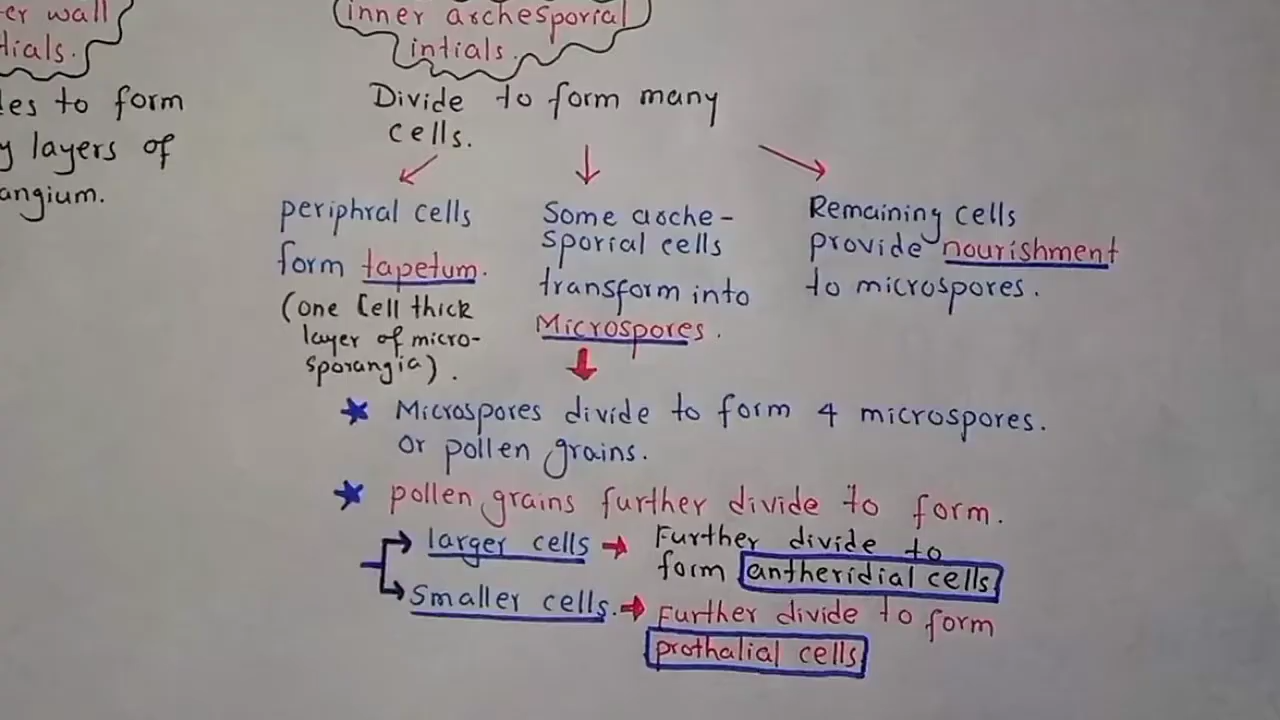 er wall
tials.
les to form
y layers of
angium.
inner archesporial
intials.
Divide to form many
cells.
periphral cells
form tapetum.
(one Cell thick
layer of micro-
sporangia).
Some arche-
sporial cells
transform into
Microspores.
Remaining cells
provide nourishment
to microspores.
Microspores divide to form 4 microspores.
or pollen grains.
pollen grains further divide to form.
larger cells Further divide to
form antheridial cells
Smaller cells. Further divide to form
prothalial cells